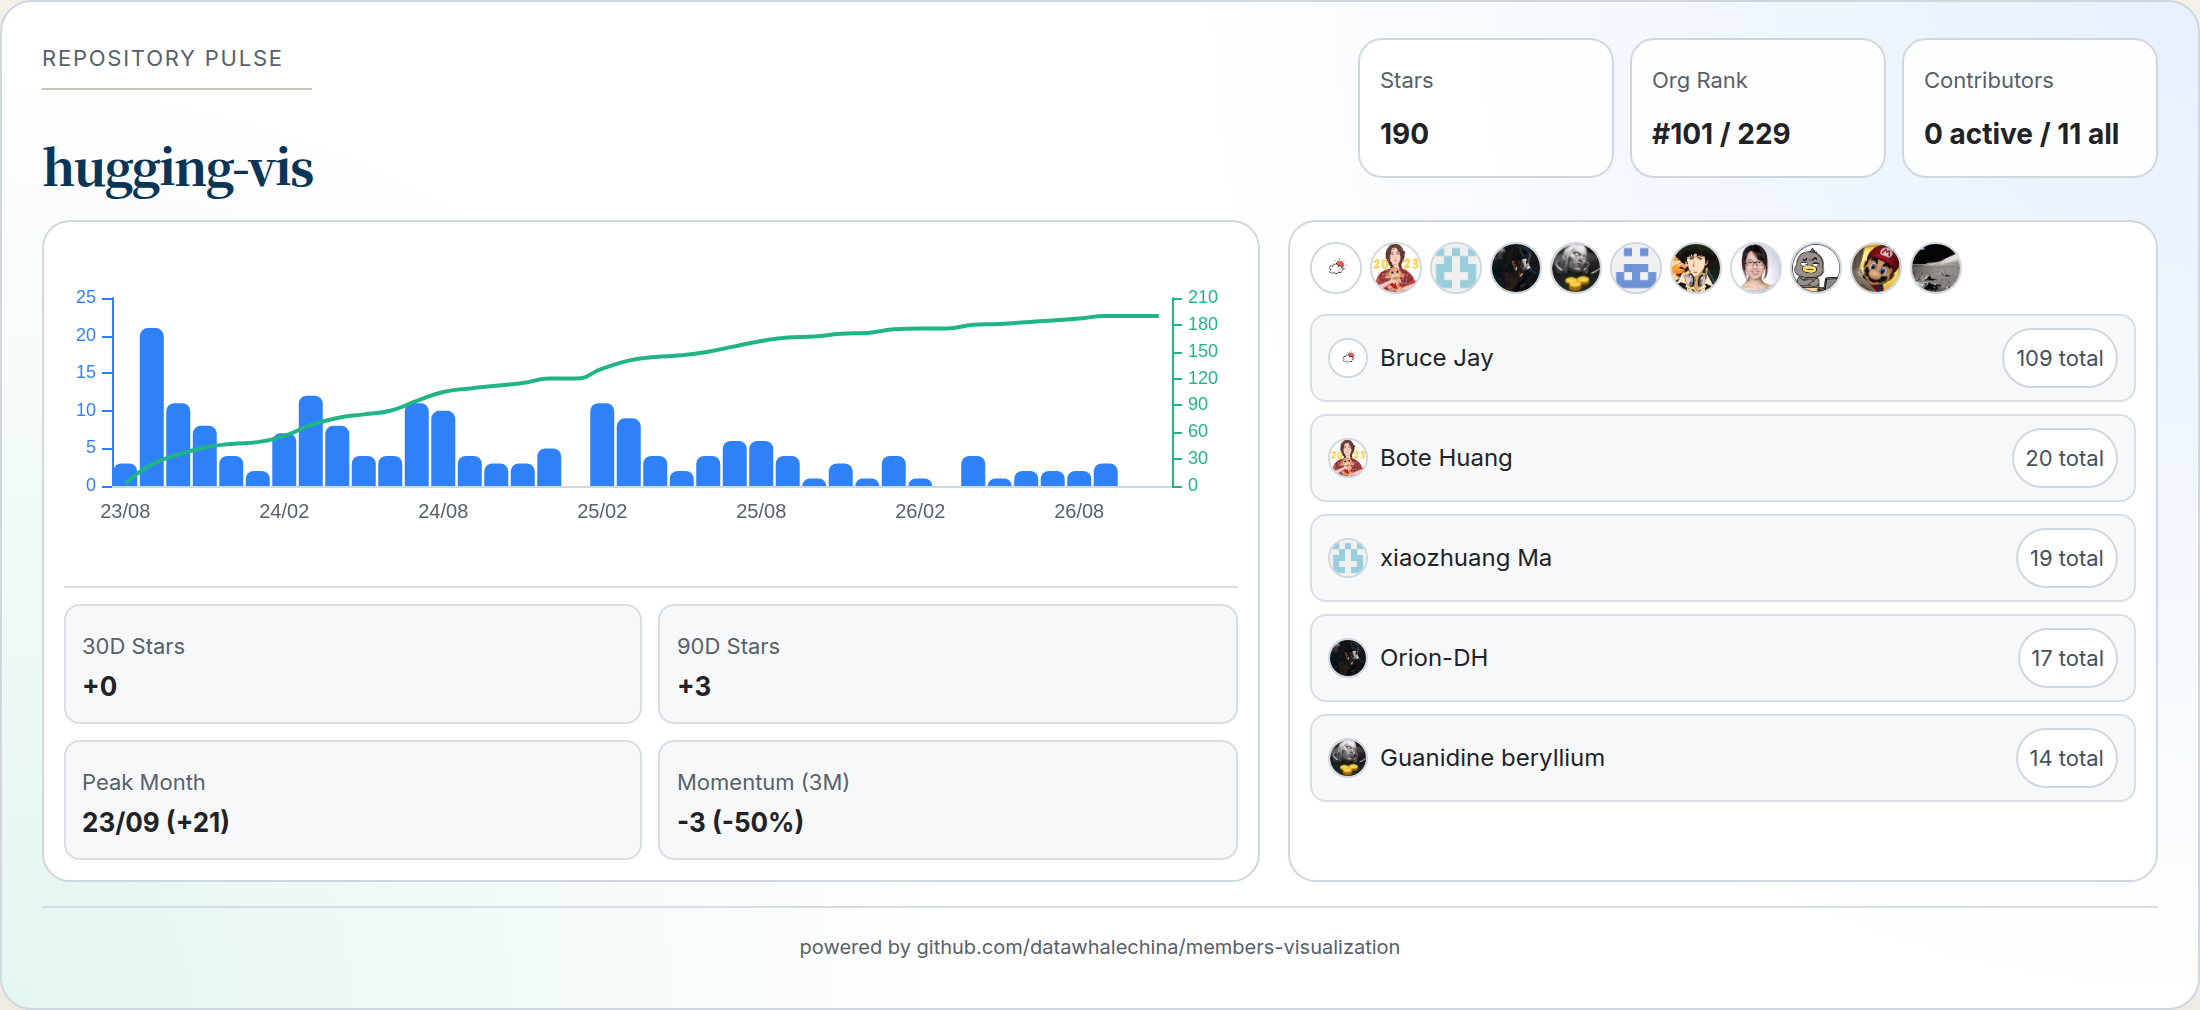 REPOSITORY PULSE
hugging-vis
Stars
190
Org Rank
#101 / 229
Contributors
0 active / 11 all
25
20
15
10
5
0
210
180
150
120
90
60
30
0
23/08
24/02
24/08
25/02
25/08
26/02
26/08
30D Stars
+0
90D Stars
+3
Peak Month
23/09 (+21)
Momentum (3M)
-3 (-50%)
Bruce Jay
109 total
Bote Huang
20 total
xiaozhuang Ma
19 total
Orion-DH
17 total
Guanidine beryllium
14 total
powered by github.com/datawhalechina/members-visualization